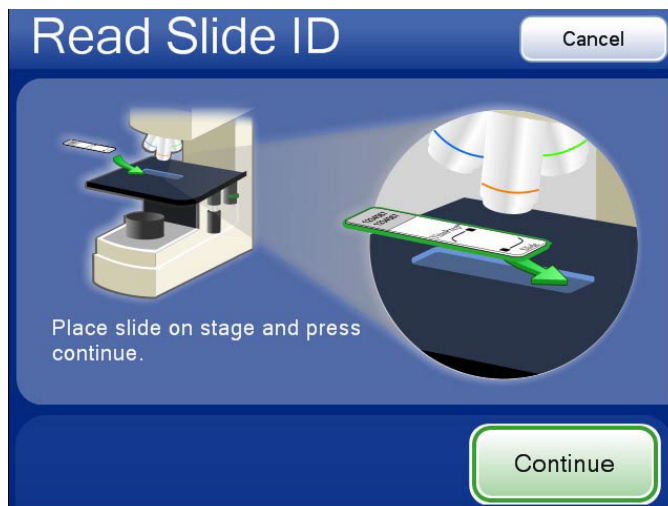 Read Slide ID
Cancel
Place slide on stage and press
continue.
Continue